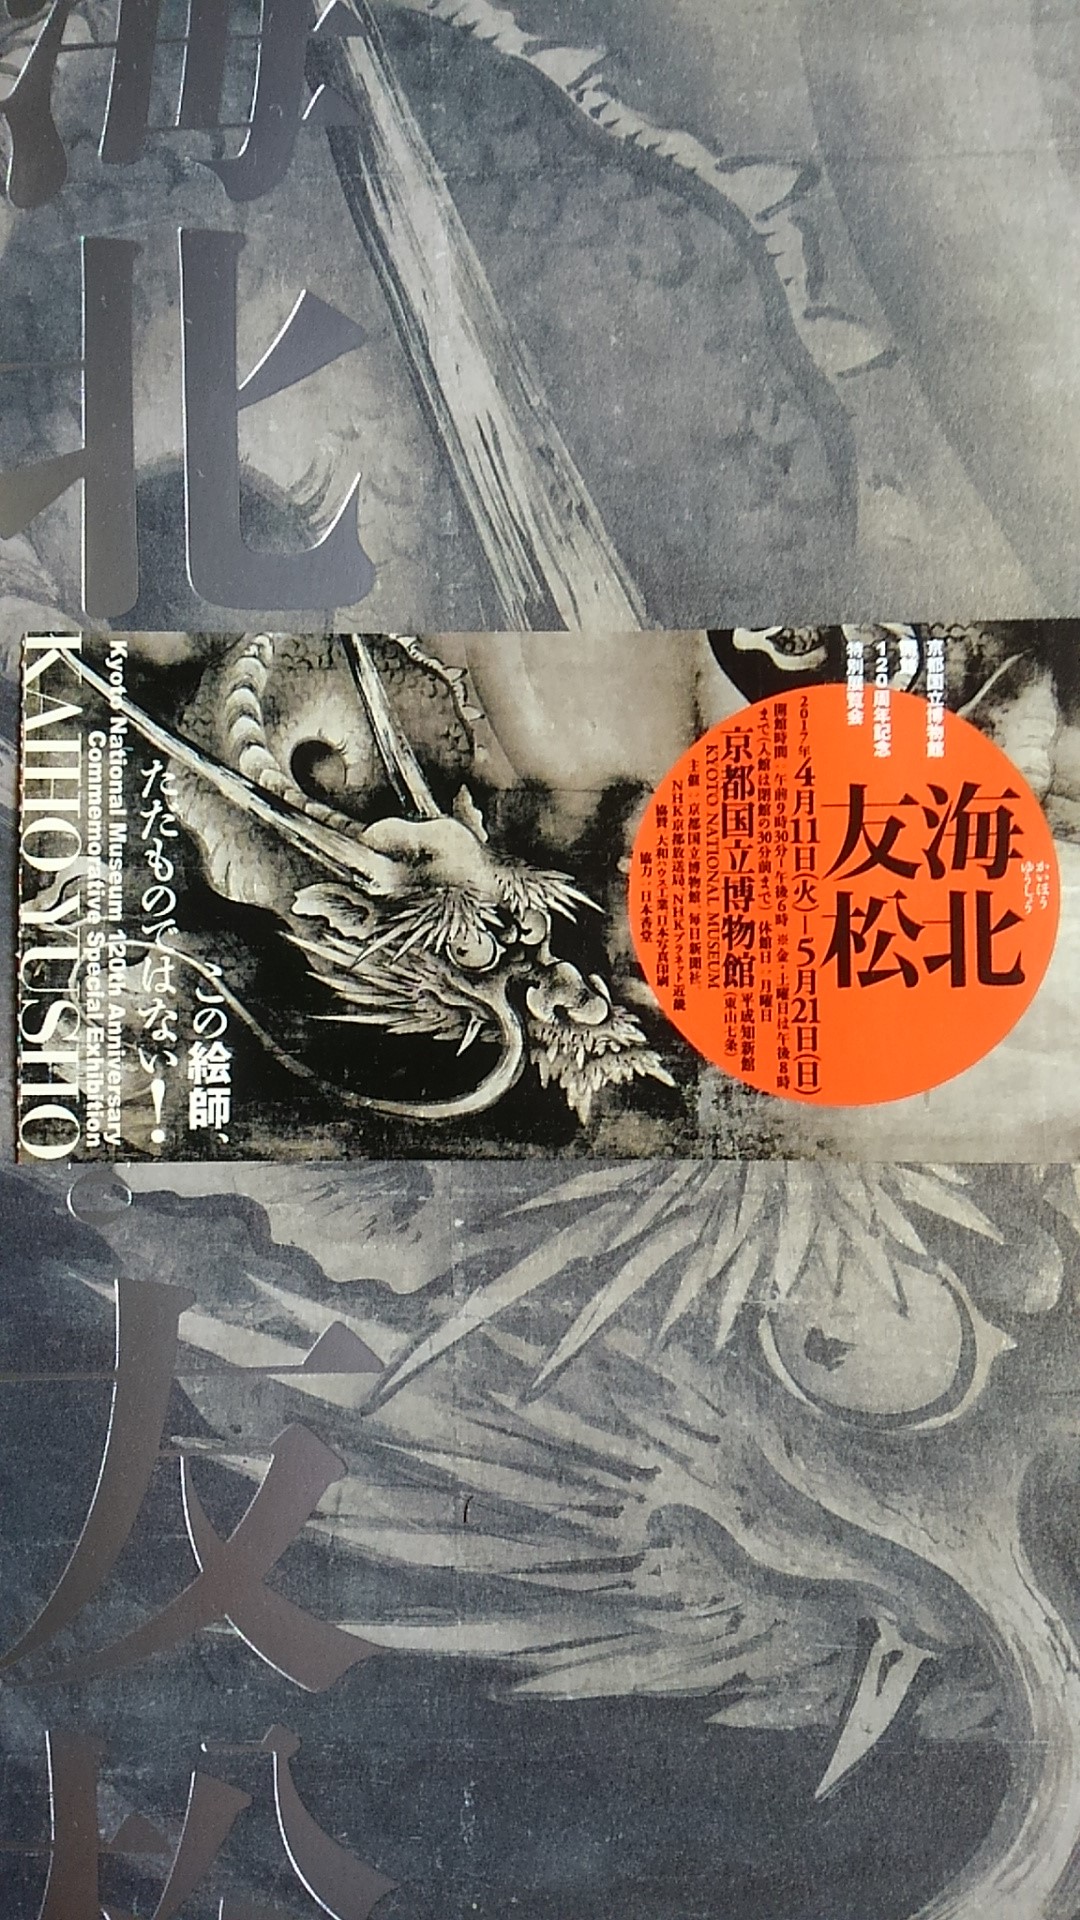 海北
友松
京都国立博物館
120周年記念
特別展覧会
海北
友松
かいほう
ゆうしょう
2017年4月11日(火)—5月21日(日)
開館時間—午前9時30分〜午後6時 ※金・土曜日は午後8時
まで(入館は閉館の30分前まで) 休館日—月曜日
京都国立博物館 平成知新館(東山七条)
KYOTO NATIONAL MUSEUM
主催—京都国立博物館、毎日新聞社、
NHK京都放送局、NHKプラネット近畿
協賛—大和ハウス工業、日本写真印刷
協力—日本香堂
この絵師、
ただものではない!
Kyoto National Museum 120th Anniversary
Commemorative Special Exhibition
KAIHO YUSHO